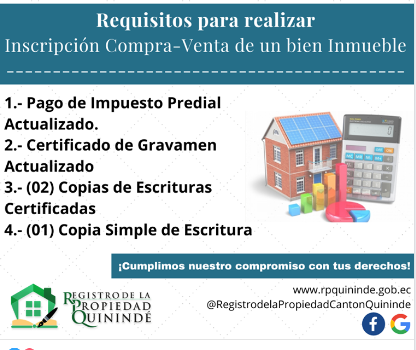 Requisitos para realizar
Inscripción Compra-Venta de un bien Inmueble
1.- Pago de Impuesto Predial
Actualizado.
2.- Certificado de Gravamen
Actualizado
3.- (02) Copias de Escrituras
Certificadas
4.- (01) Copia Simple de Escritura
¡Cumplimos nuestro compromiso con tus derechos!
REGISTRO DE LA
PROPIEDAD
QUININDÉ
www.rpquininde.gob.ec
@RegistrodelaPropiedadCantonQuininde